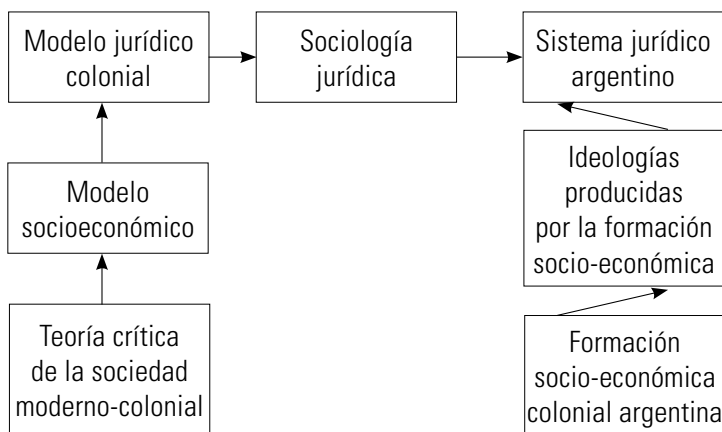 Modelo jurídico
colonial
Sociología
jurídica
Sistema jurídico
argentino
Modelo
socioeconómico
Ideologías
producidas
por la formación
socio-económica
Teoría crítica
de la sociedad
moderno-colonial
Formación
socio-económica
colonial argentina